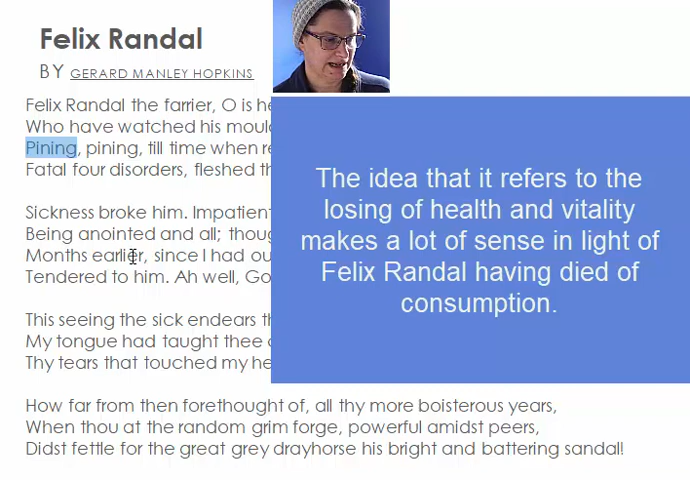 Felix Randal
BY GERARD MANLEY HOPKINS
Felix Randal the farrier, O is he
Who have watched his mould
Pining, pining, till time when re
Fatal four disorders, fleshed th
Sickness broke him. Impatient
Being anointed and all; thoug
Months earlier, since I had ou
Tendered to him. Ah well, Go
This seeing the sick endears th
My tongue had taught thee c
Thy tears that touched my he
How far from then forethought of, all thy more boisterous years,
When thou at the random grim forge, powerful amidst peers,
Didst fettle for the great grey drayhorse his bright and battering sandal!
The idea that it refers to the
losing of health and vitality
makes a lot of sense in light of
Felix Randal having died of
consumption.